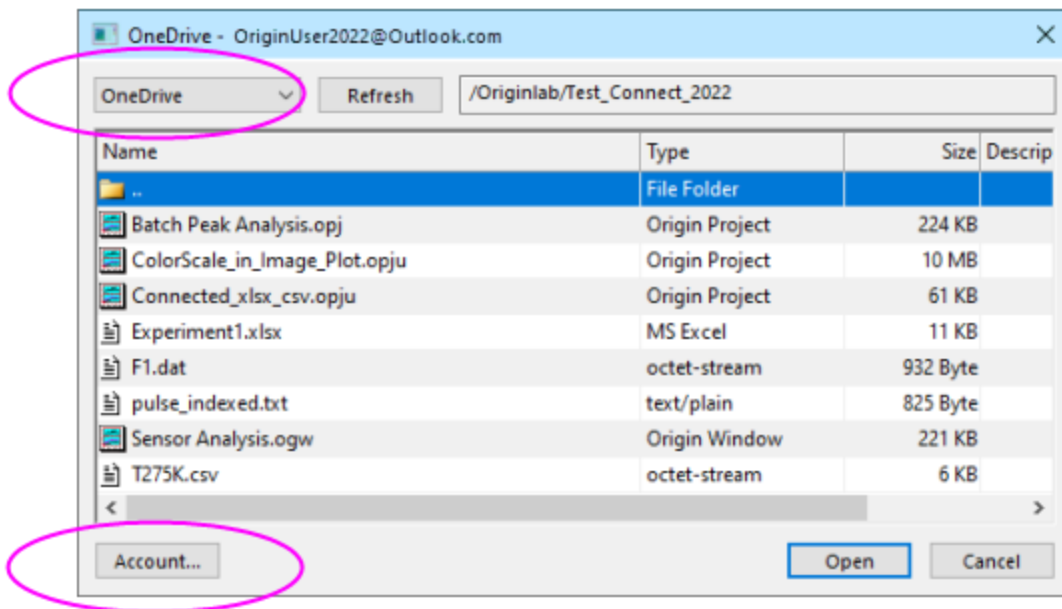 OneDrive - OriginUser2022@Outlook.com
OneDrive Refresh /Originlab/Test_Connect_2022
Name Type Size Descrip
.. File Folder
Batch Peak Analysis.opj Origin Project 224 KB
ColorScale_in_Image_Plot.opju Origin Project 10 MB
Connected_xlsx_csv.opju Origin Project 61 KB
Experiment1.xlsx MS Excel 11 KB
F1.dat octet-stream 932 Byte
pulse_indexed.txt text/plain 825 Byte
Sensor Analysis.ogw Origin Window 221 KB
T275K.csv octet-stream 6 KB
Account... Open Cancel